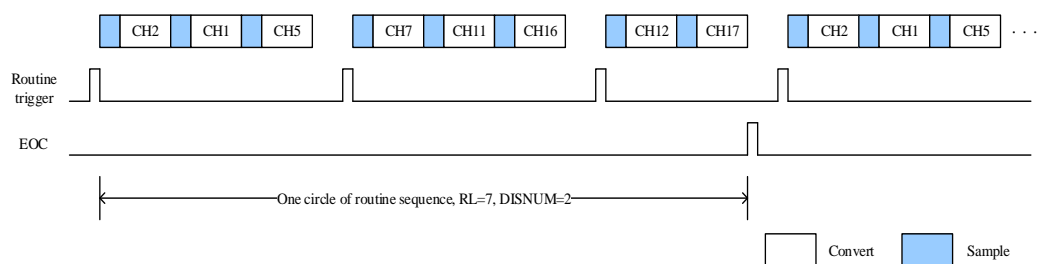 CH2 CH1 CH5 CH7 CH11 CH16 CH12 CH17 CH2 CH1 CH5 . . .
Routine
trigger
EOC
One circle of routine sequence, RL=7, DISNUM=2
Convert Sample